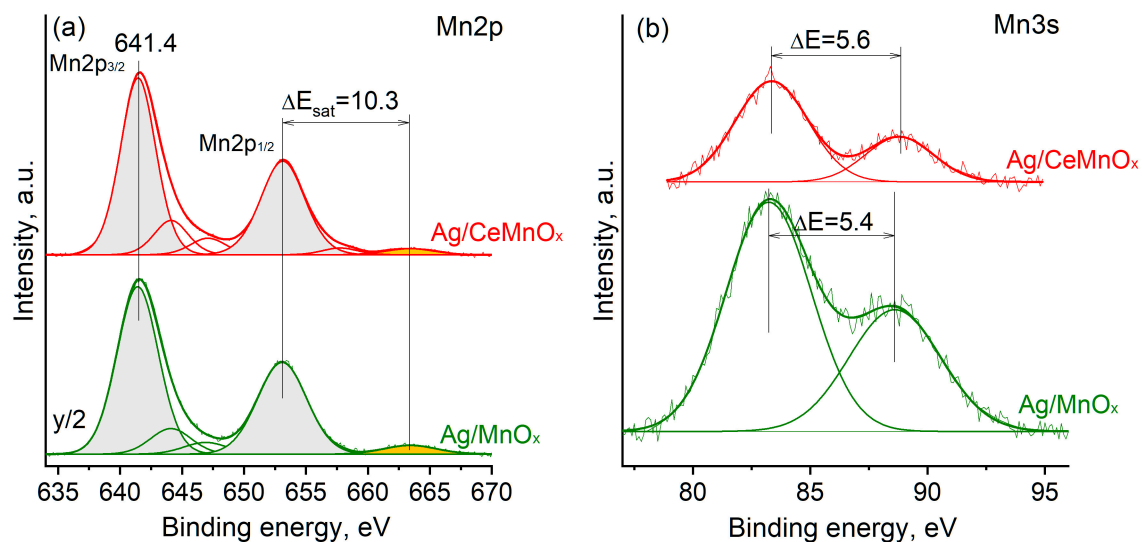 (a)
Mn2p
641.4
Mn2p3/2
ΔEsat=10.3
Mn2p1/2
Ag/CeMnOx
y/2
Ag/MnOx
Intensity, a.u.
635 640 645 650 655 660 665 670
Binding energy, eV
(b)
Mn3s
ΔE=5.6
Ag/CeMnOx
ΔE=5.4
Ag/MnOx
Intensity, a.u.
80 85 90 95
Binding energy, eV